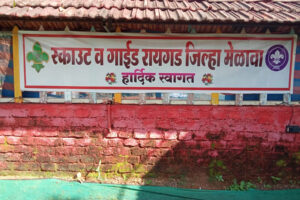 स्काउट व गाईड रायगड जिल्हा मेळावा
हार्दिक स्वागत